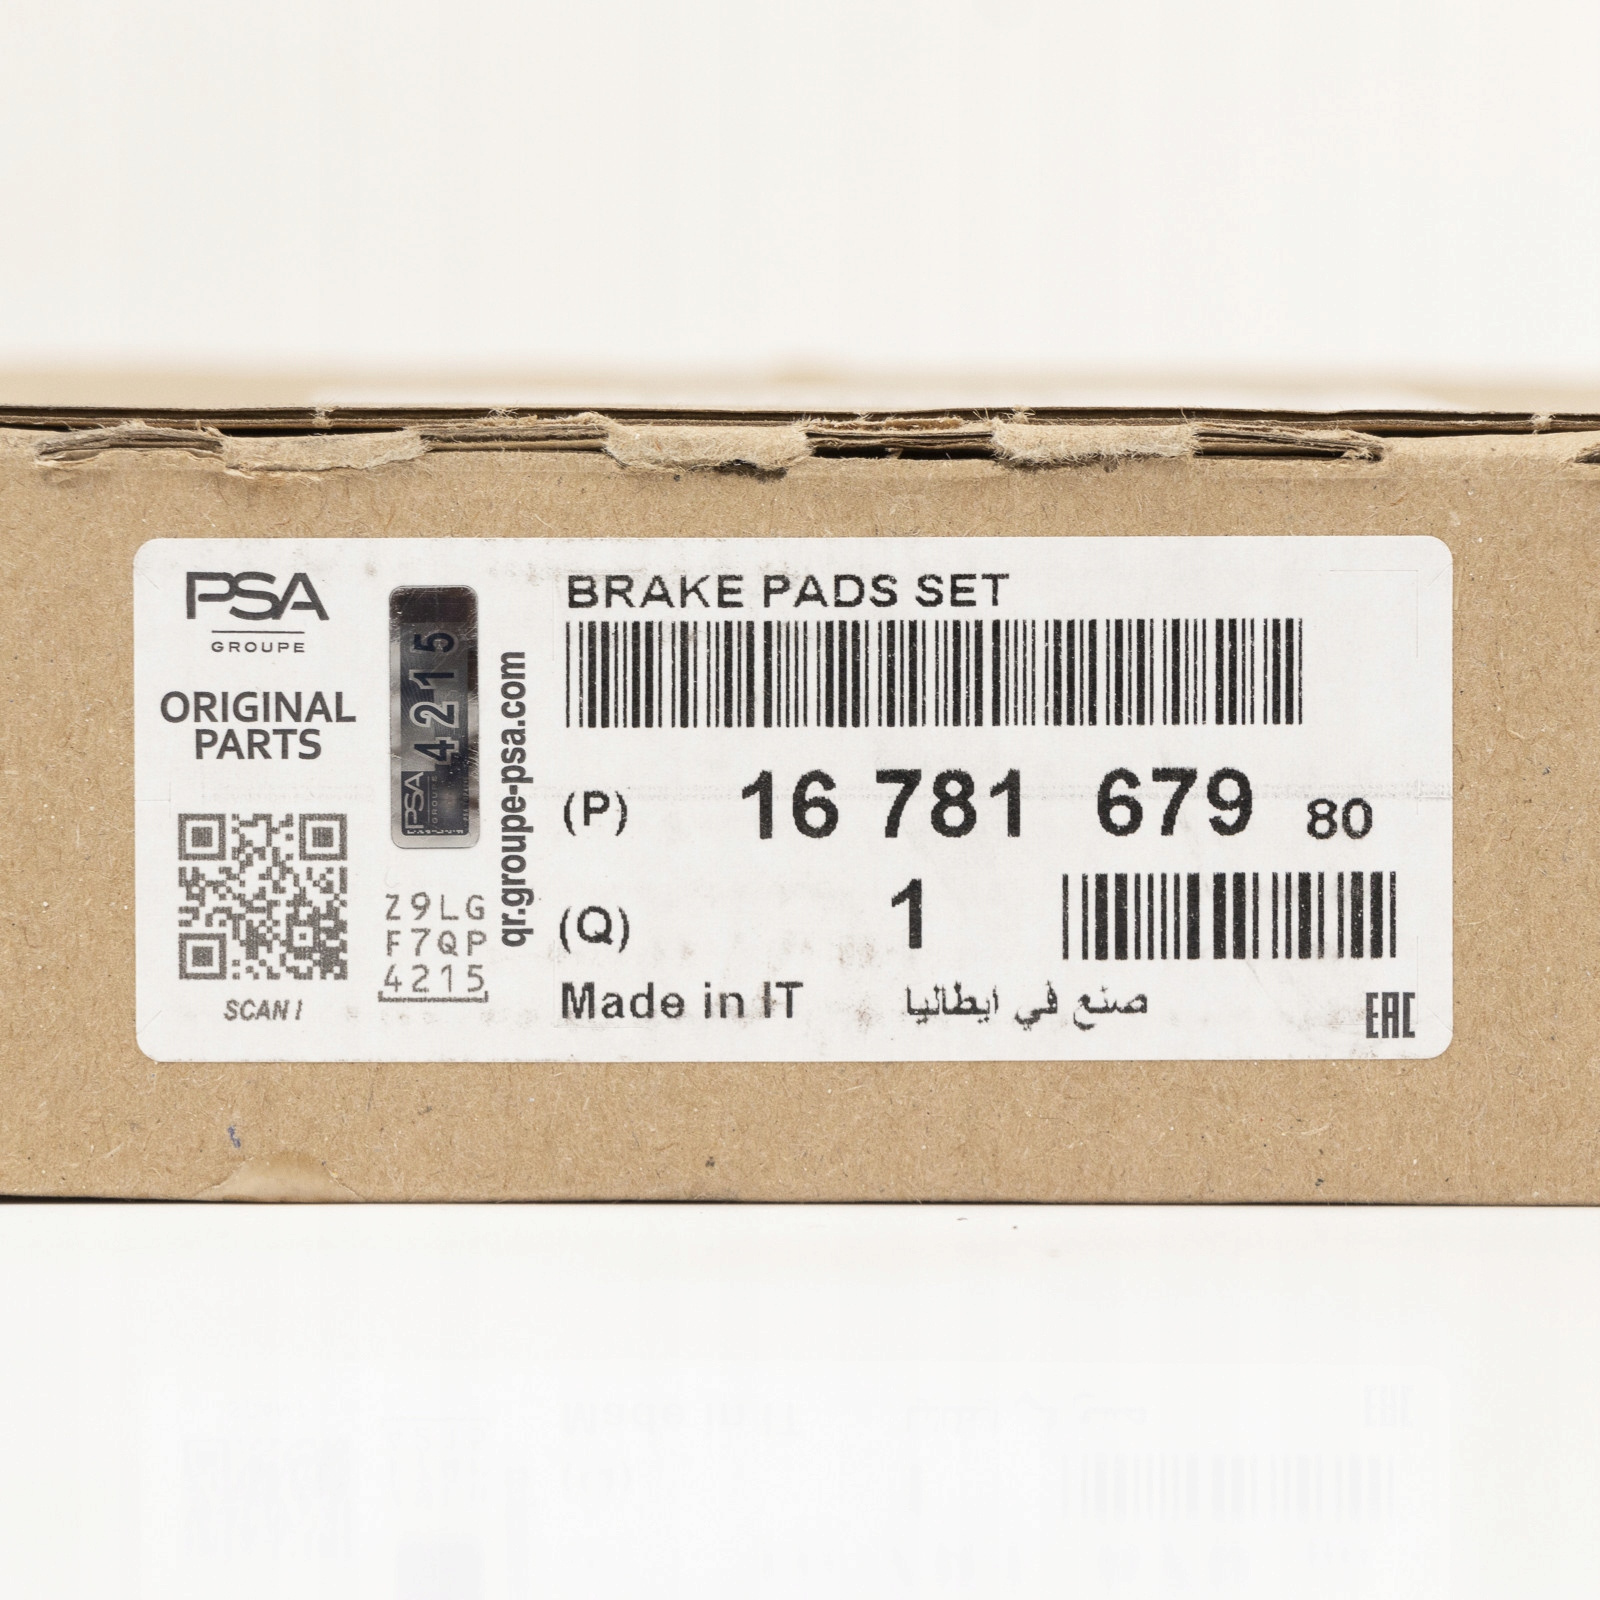 PSA
GROUPE
ORIGINAL
PARTS
SCAN !
4215
PSA
GROUPE
Z9LG
F7QP
4215
qr.groupe-psa.com
BRAKE PADS SET
(P) 16 781 679 80
(Q) 1
Made in IT صنع في ايطاليا
EAC